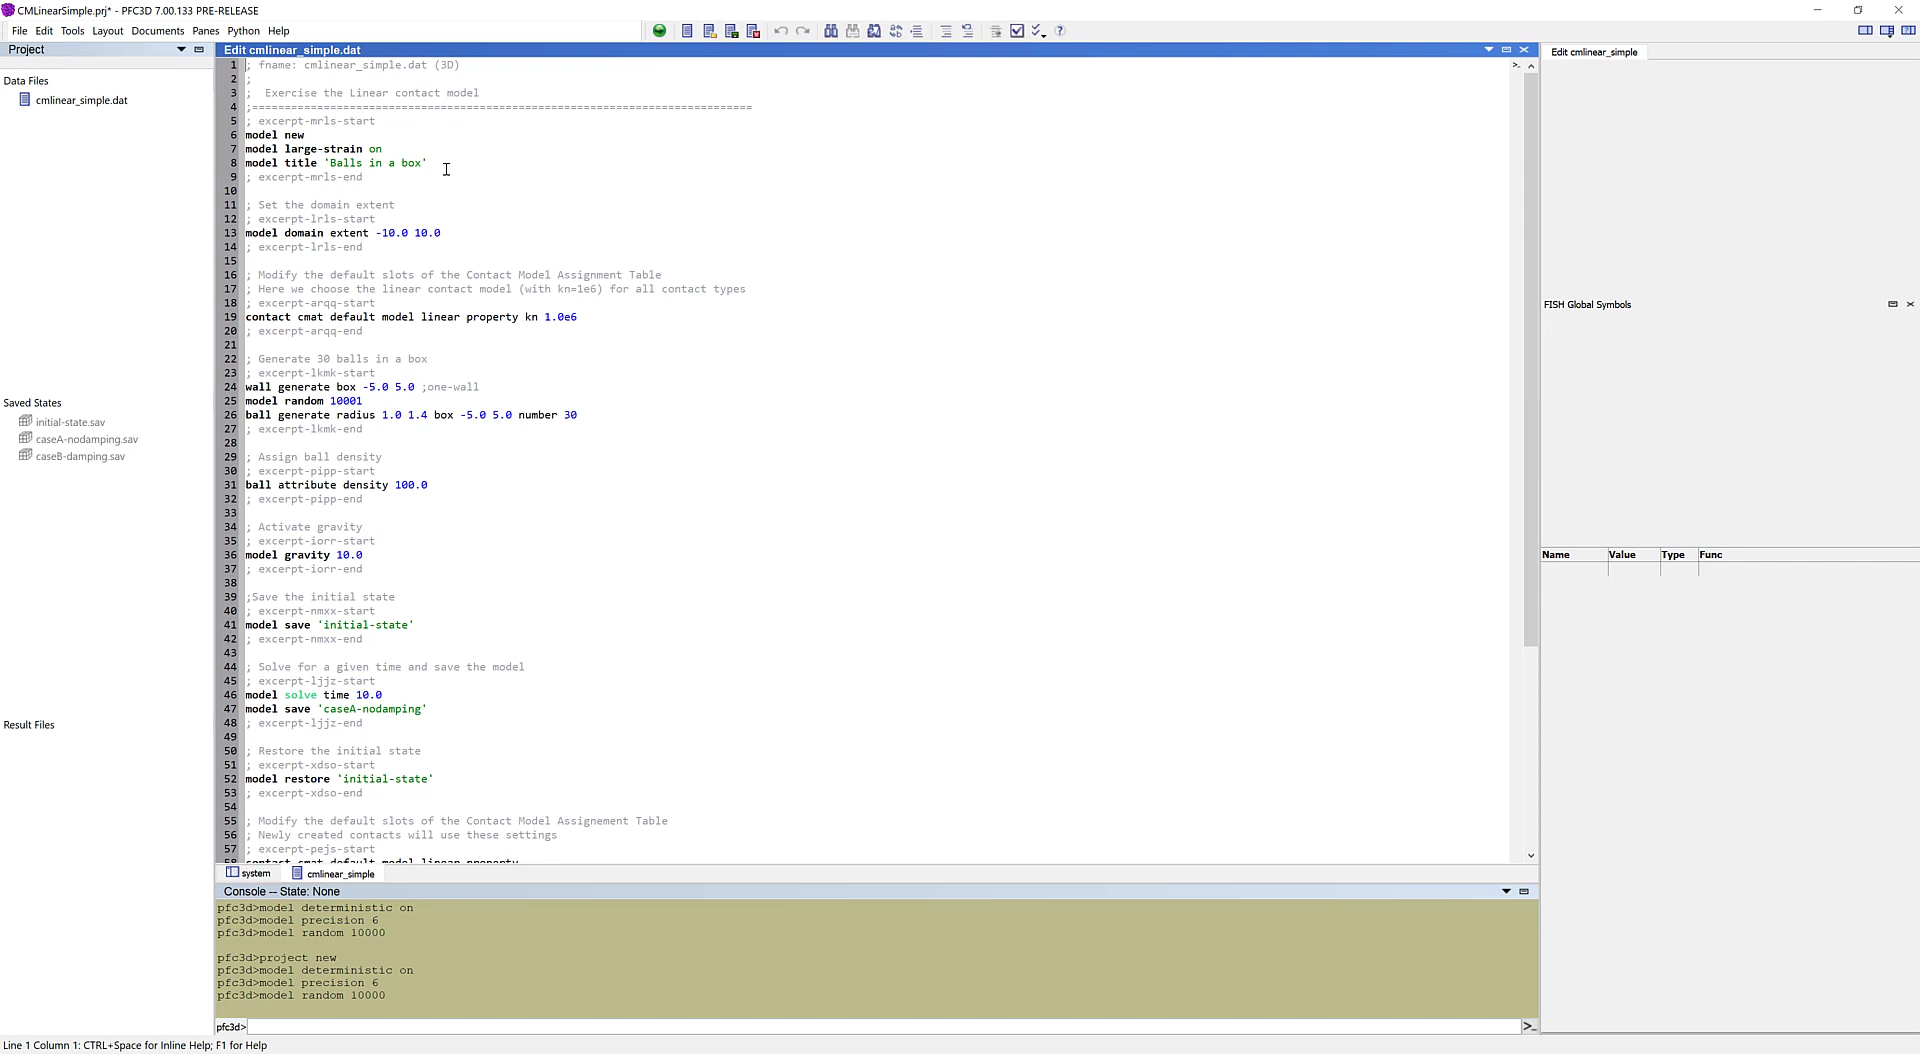 CMLinearSimple.prj* - PFC3D 7.00.133 PRE-RELEASE
File Edit Tools Layout Documents Panes Python Help
Project
Data Files
cmlinear_simple.dat
Saved States
initial-state.sav
caseA-nodamping.sav
caseB-damping.sav
Result Files
Edit cmlinear_simple.dat
1 ; fname: cmlinear_simple.dat (3D)
2 ;
3 ;  Exercise the Linear contact model
4 ;=============================================================================
5 ; excerpt-mrls-start
6 model new
7 model large-strain on
8 model title 'Balls in a box'
9 ; excerpt-mrls-end
10
11 ; Set the domain extent
12 ; excerpt-lrls-start
13 model domain extent -10.0 10.0
14 ; excerpt-lrls-end
15
16 ; Modify the default slots of the Contact Model Assignment Table
17 ; Here we choose the linear contact model (with kn=1e6) for all contact types
18 ; excerpt-arqq-start
19 contact cmat default model linear property kn 1.0e6
20 ; excerpt-arqq-end
21
22 ; Generate 30 balls in a box
23 ; excerpt-lkmk-start
24 wall generate box -5.0 5.0 ;one-wall
25 model random 10001
26 ball generate radius 1.0 1.4 box -5.0 5.0 number 30
27 ; excerpt-lkmk-end
28
29 ; Assign ball density
30 ; excerpt-pipp-start
31 ball attribute density 100.0
32 ; excerpt-pipp-end
33
34 ; Activate gravity
35 ; excerpt-iorr-start
36 model gravity 10.0
37 ; excerpt-iorr-end
38
39 ;Save the initial state
40 ; excerpt-nmxx-start
41 model save 'initial-state'
42 ; excerpt-nmxx-end
43
44 ; Solve for a given time and save the model
45 ; excerpt-ljjz-start
46 model solve time 10.0
47 model save 'caseA-nodamping'
48 ; excerpt-ljjz-end
49
50 ; Restore the initial state
51 ; excerpt-xdso-start
52 model restore 'initial-state'
53 ; excerpt-xdso-end
54
55 ; Modify the default slots of the Contact Model Assignement Table
56 ; Newly created contacts will use these settings
57 ; excerpt-pejs-start
58 contact cmat default model linear property
system cmlinear_simple
Console -- State: None
pfc3d>model deterministic on
pfc3d>model precision 6
pfc3d>model random 10000
pfc3d>project new
pfc3d>model deterministic on
pfc3d>model precision 6
pfc3d>model random 10000
pfc3d>
Edit cmlinear_simple
FISH Global Symbols
Name Value Type Func
Line 1 Column 1: CTRL+Space for Inline Help; F1 for Help